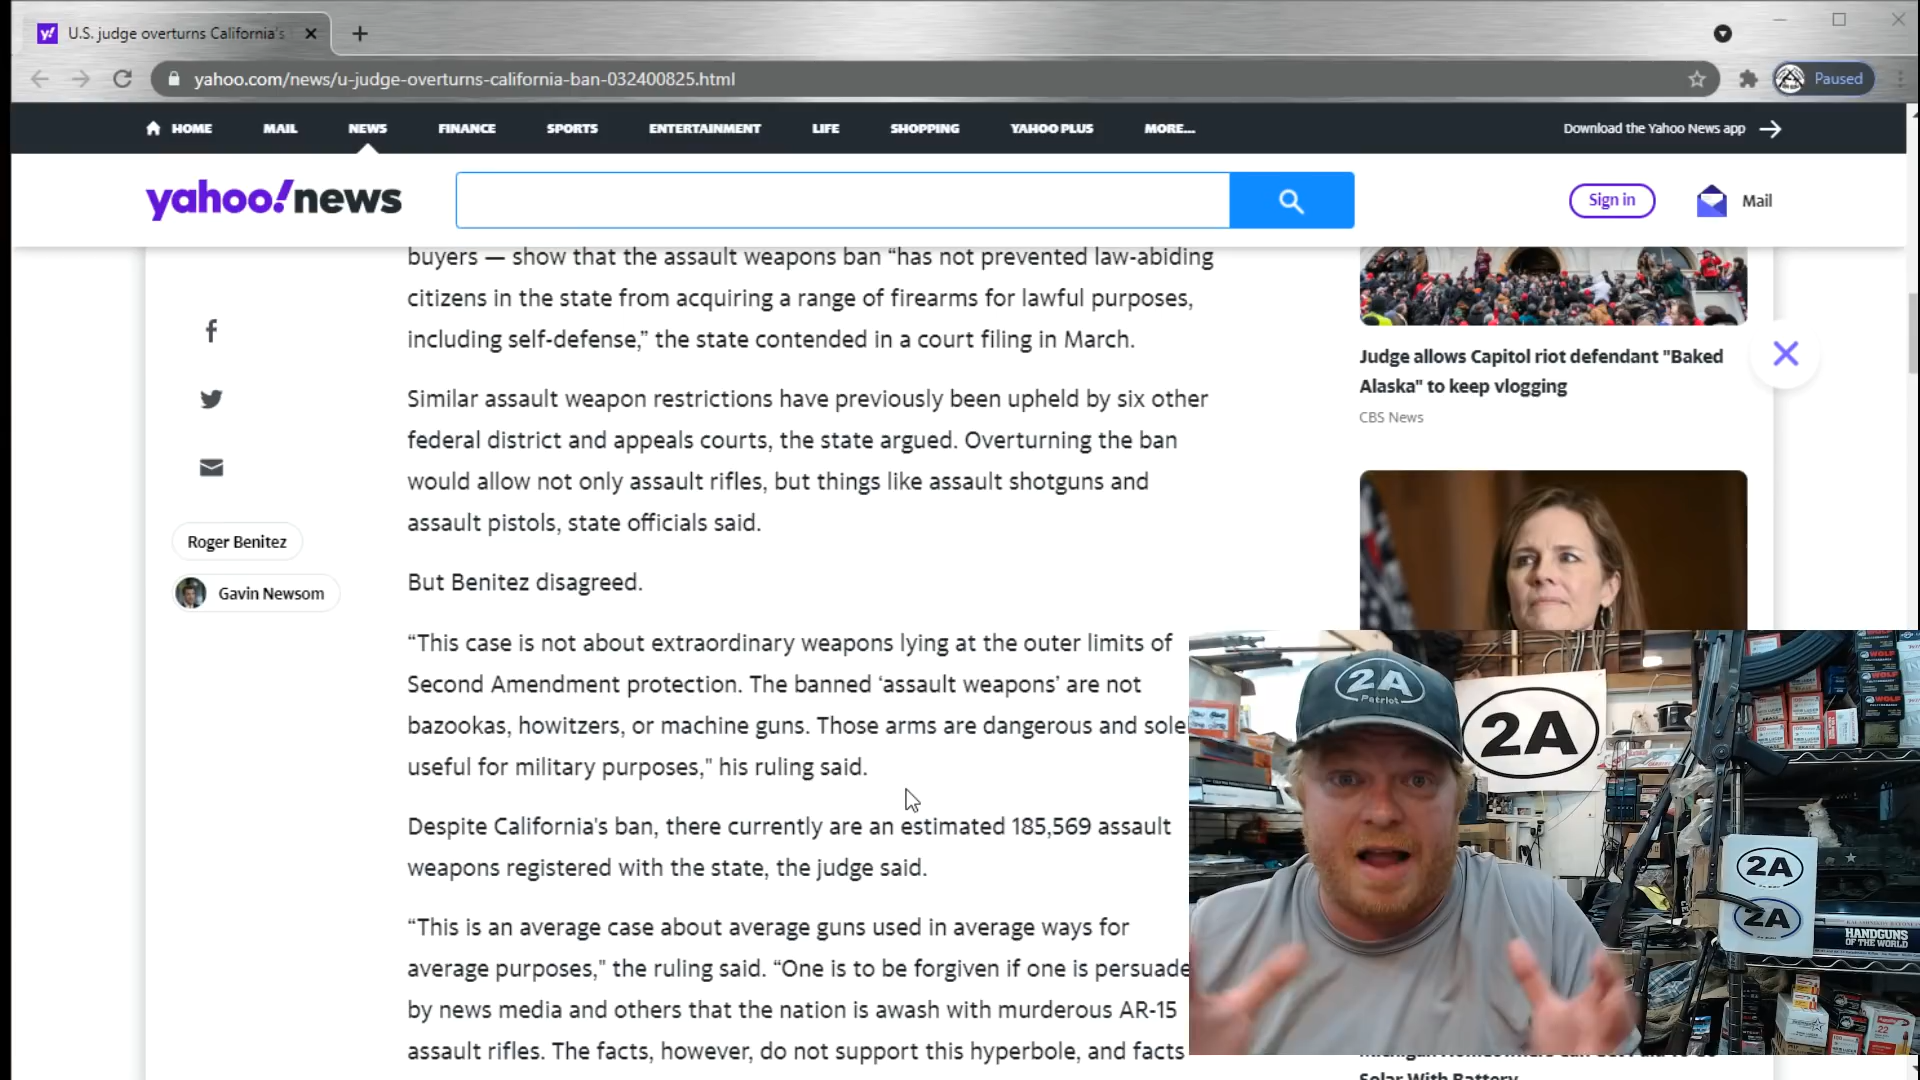 U.S. judge overturns California's
yahoo.com/news/u-judge-overturns-california-ban-032400825.html
Paused
HOME MAIL NEWS FINANCE SPORTS ENTERTAINMENT LIFE SHOPPING YAHOO PLUS MORE...
Download the Yahoo News app
yahoo!news
Sign in
Mail
buyers — show that the assault weapons ban “has not prevented law-abiding
citizens in the state from acquiring a range of firearms for lawful purposes,
including self-defense,” the state contended in a court filing in March.
Similar assault weapon restrictions have previously been upheld by six other
federal district and appeals courts, the state argued. Overturning the ban
would allow not only assault rifles, but things like assault shotguns and
assault pistols, state officials said.
But Benitez disagreed.
“This case is not about extraordinary weapons lying at the outer limits of
Second Amendment protection. The banned ‘assault weapons’ are not
bazookas, howitzers, or machine guns. Those arms are dangerous and sole
useful for military purposes," his ruling said.
Despite California's ban, there currently are an estimated 185,569 assault
weapons registered with the state, the judge said.
“This is an average case about average guns used in average ways for
average purposes," the ruling said. “One is to be forgiven if one is persuade
by news media and others that the nation is awash with murderous AR-15
assault rifles. The facts, however, do not support this hyperbole, and facts
Roger Benitez
Gavin Newsom
Judge allows Capitol riot defendant "Baked
Alaska" to keep vlogging
CBS News
Solar With Battery
2A
Patriot
2A
2A
2A
HANDGUNS
OF THE WORLD
WOLF
WOLF
.22